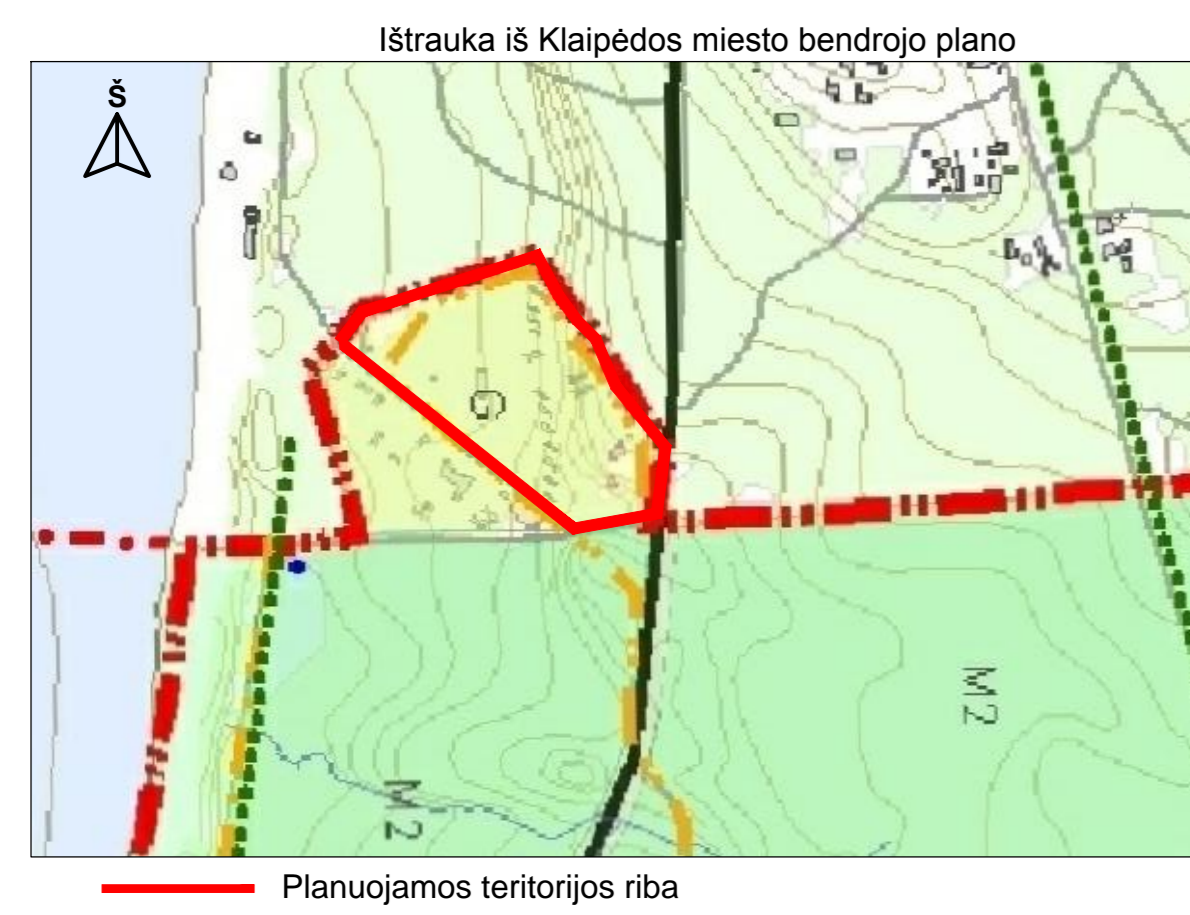 Ištrauka iš Klaipėdos miesto bendrojo plano
Š
G
M2
M2
Planuojamos teritorijos riba